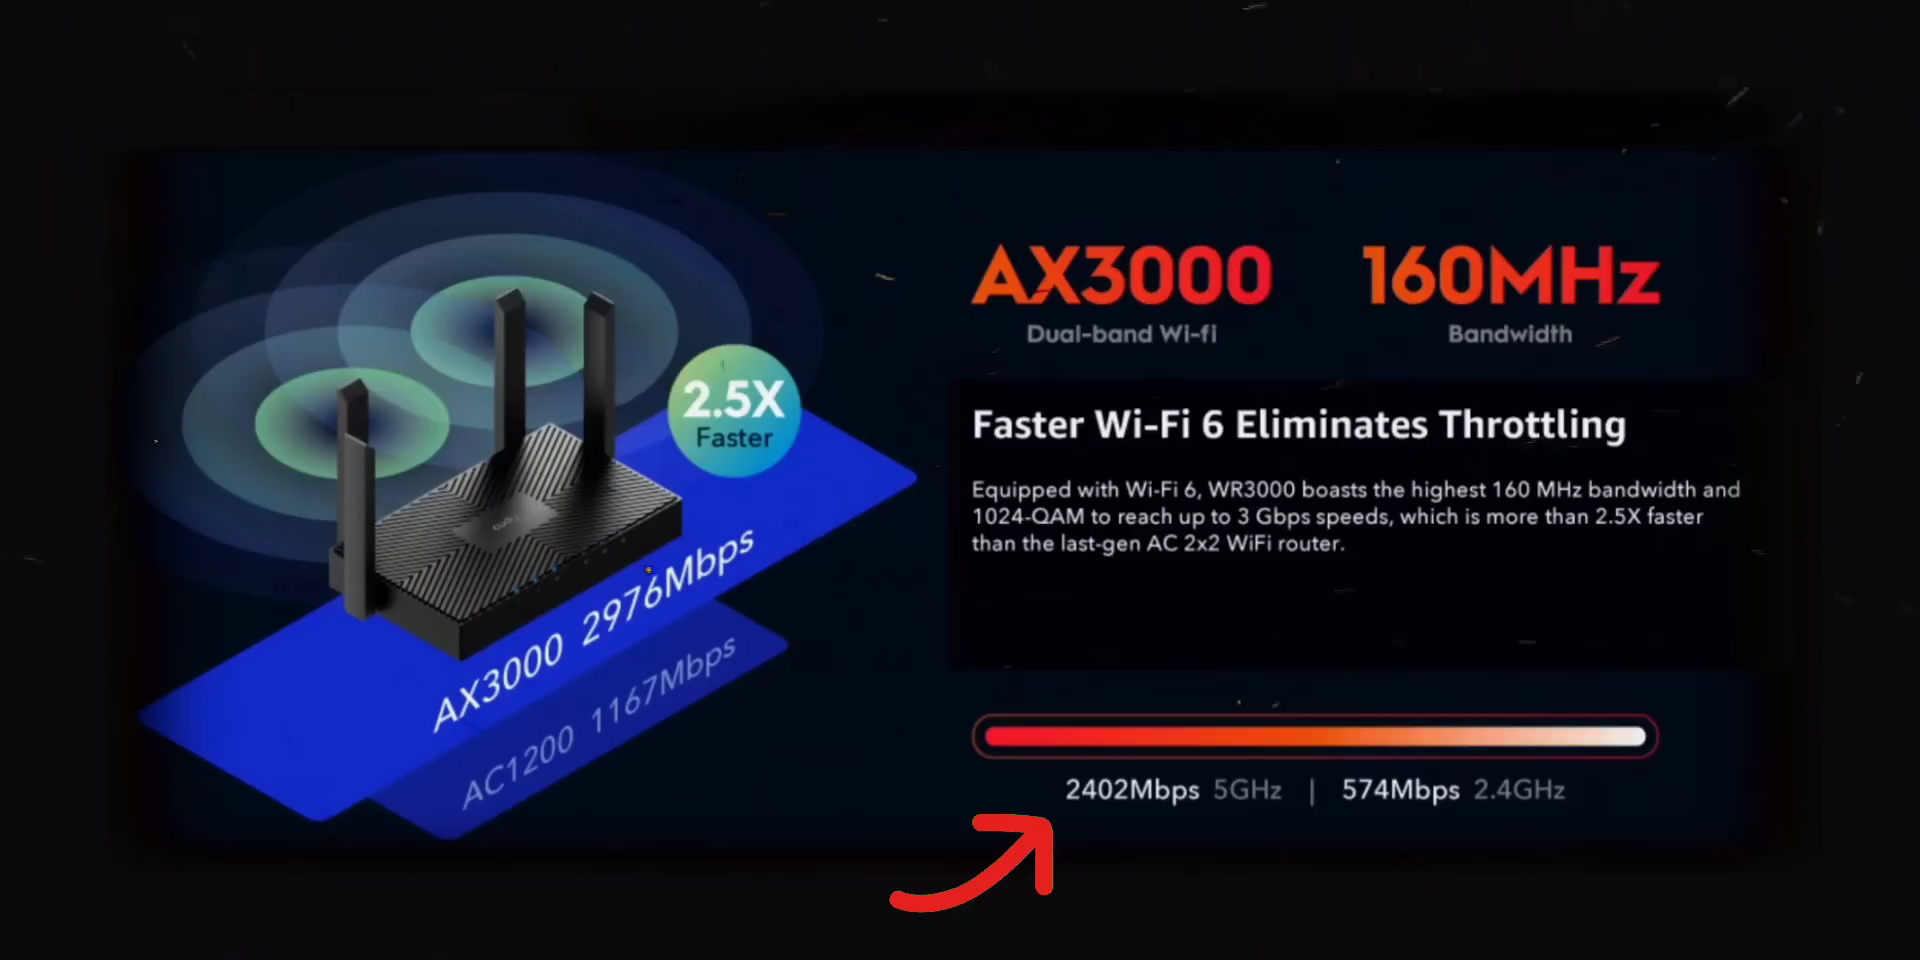 AX3000
Dual-band Wi-fi
160MHz
Bandwidth
2.5X
Faster
Faster Wi-Fi 6 Eliminates Throttling
Equipped with Wi-Fi 6, WR3000 boasts the highest 160 MHz bandwidth and
1024-QAM to reach up to 3 Gbps speeds, which is more than 2.5X faster
than the last-gen AC 2x2 WiFi router.
cudy
AX3000 2976Mbps
AC1200 1167Mbps
2402Mbps 5GHz | 574Mbps 2.4GHz